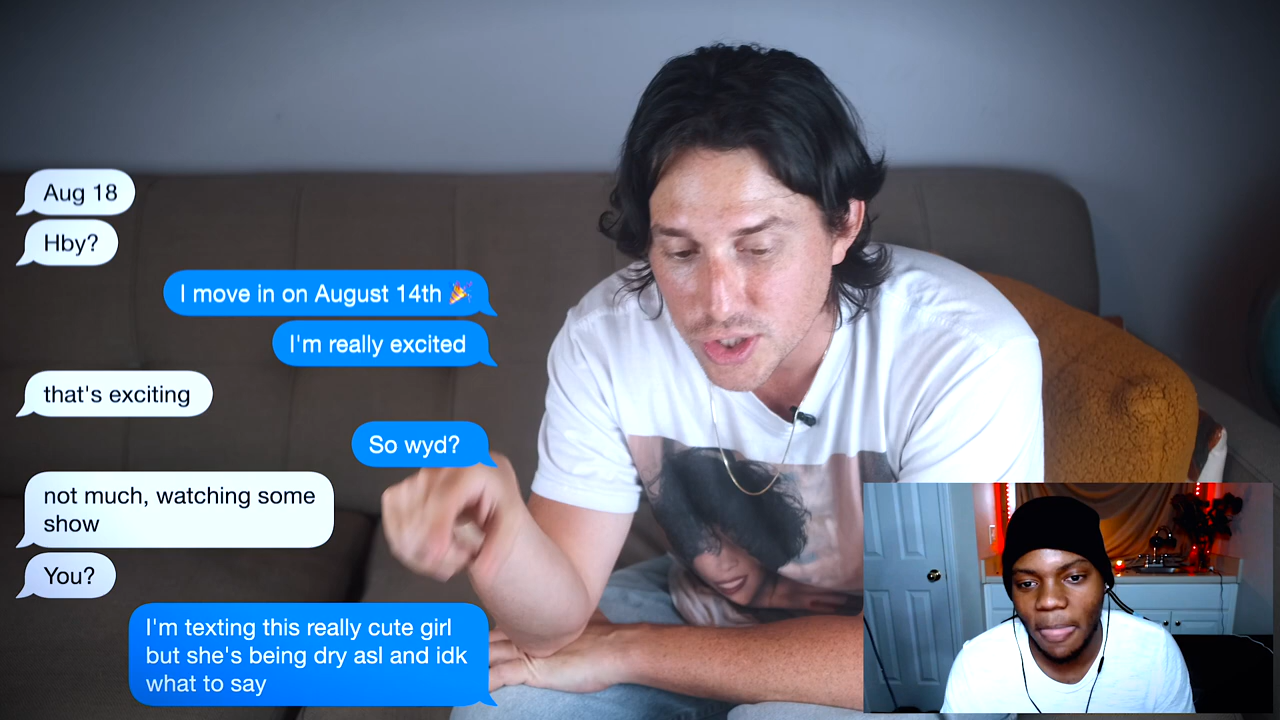 Aug 18
Hby?
I move in on August 14th 🎉
I'm really excited
that's exciting
So wyd?
not much, watching some
show
You?
I'm texting this really cute girl
but she's being dry asl and idk
what to say